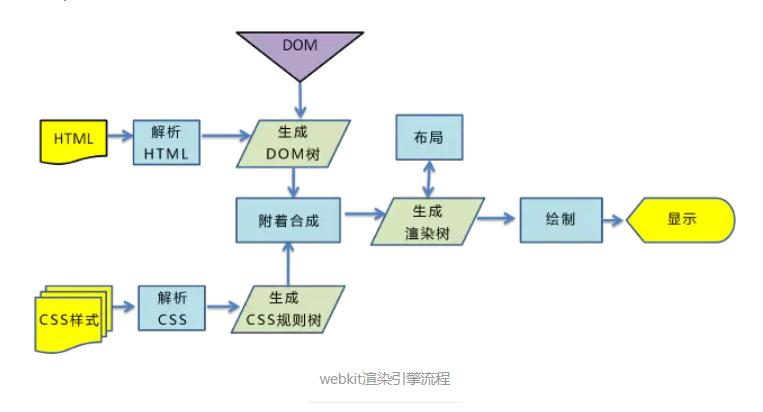 DOM
HTML
解析
HTML
生成
DOM树
布局
附着合成
生成
渲染树
绘制
显示
CSS样式
解析
CSS
生成
CSS规则树
webkit渲染引擎流程